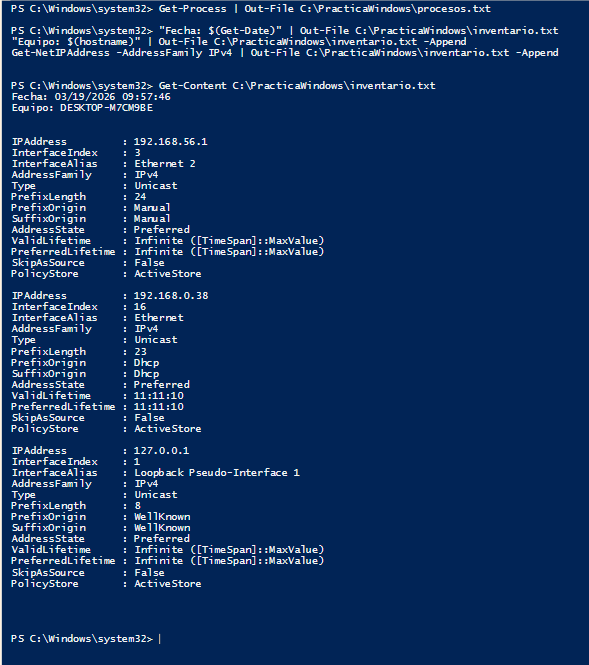 PS C:\Windows\system32> Get-Process | Out-File C:\PracticaWindows\procesos.txt
PS C:\Windows\system32> "Fecha: $(Get-Date)" | Out-File C:\PracticaWindows\inventario.txt
"Equipo: $(hostname)" | Out-File C:\PracticaWindows\inventario.txt -Append
Get-NetIPAddress -AddressFamily IPv4 | Out-File C:\PracticaWindows\inventario.txt -Append
PS C:\Windows\system32> Get-Content C:\PracticaWindows\inventario.txt
Fecha: 03/19/2026 09:57:46
Equipo: DESKTOP-M7CM9BE
IPAddress : 192.168.56.1
InterfaceIndex : 3
InterfaceAlias : Ethernet 2
AddressFamily : IPv4
Type : Unicast
PrefixLength : 24
PrefixOrigin : Manual
SuffixOrigin : Manual
AddressState : Preferred
ValidLifetime : Infinite ([TimeSpan]::MaxValue)
PreferredLifetime : Infinite ([TimeSpan]::MaxValue)
SkipAsSource : False
PolicyStore : ActiveStore
IPAddress : 192.168.0.38
InterfaceIndex : 16
InterfaceAlias : Ethernet
AddressFamily : IPv4
Type : Unicast
PrefixLength : 23
PrefixOrigin : Dhcp
SuffixOrigin : Dhcp
AddressState : Preferred
ValidLifetime : 11:11:10
PreferredLifetime : 11:11:10
SkipAsSource : False
PolicyStore : ActiveStore
IPAddress : 127.0.0.1
InterfaceIndex : 1
InterfaceAlias : Loopback Pseudo-Interface 1
AddressFamily : IPv4
Type : Unicast
PrefixLength : 8
PrefixOrigin : WellKnown
SuffixOrigin : WellKnown
AddressState : Preferred
ValidLifetime : Infinite ([TimeSpan]::MaxValue)
PreferredLifetime : Infinite ([TimeSpan]::MaxValue)
SkipAsSource : False
PolicyStore : ActiveStore
PS C:\Windows\system32>